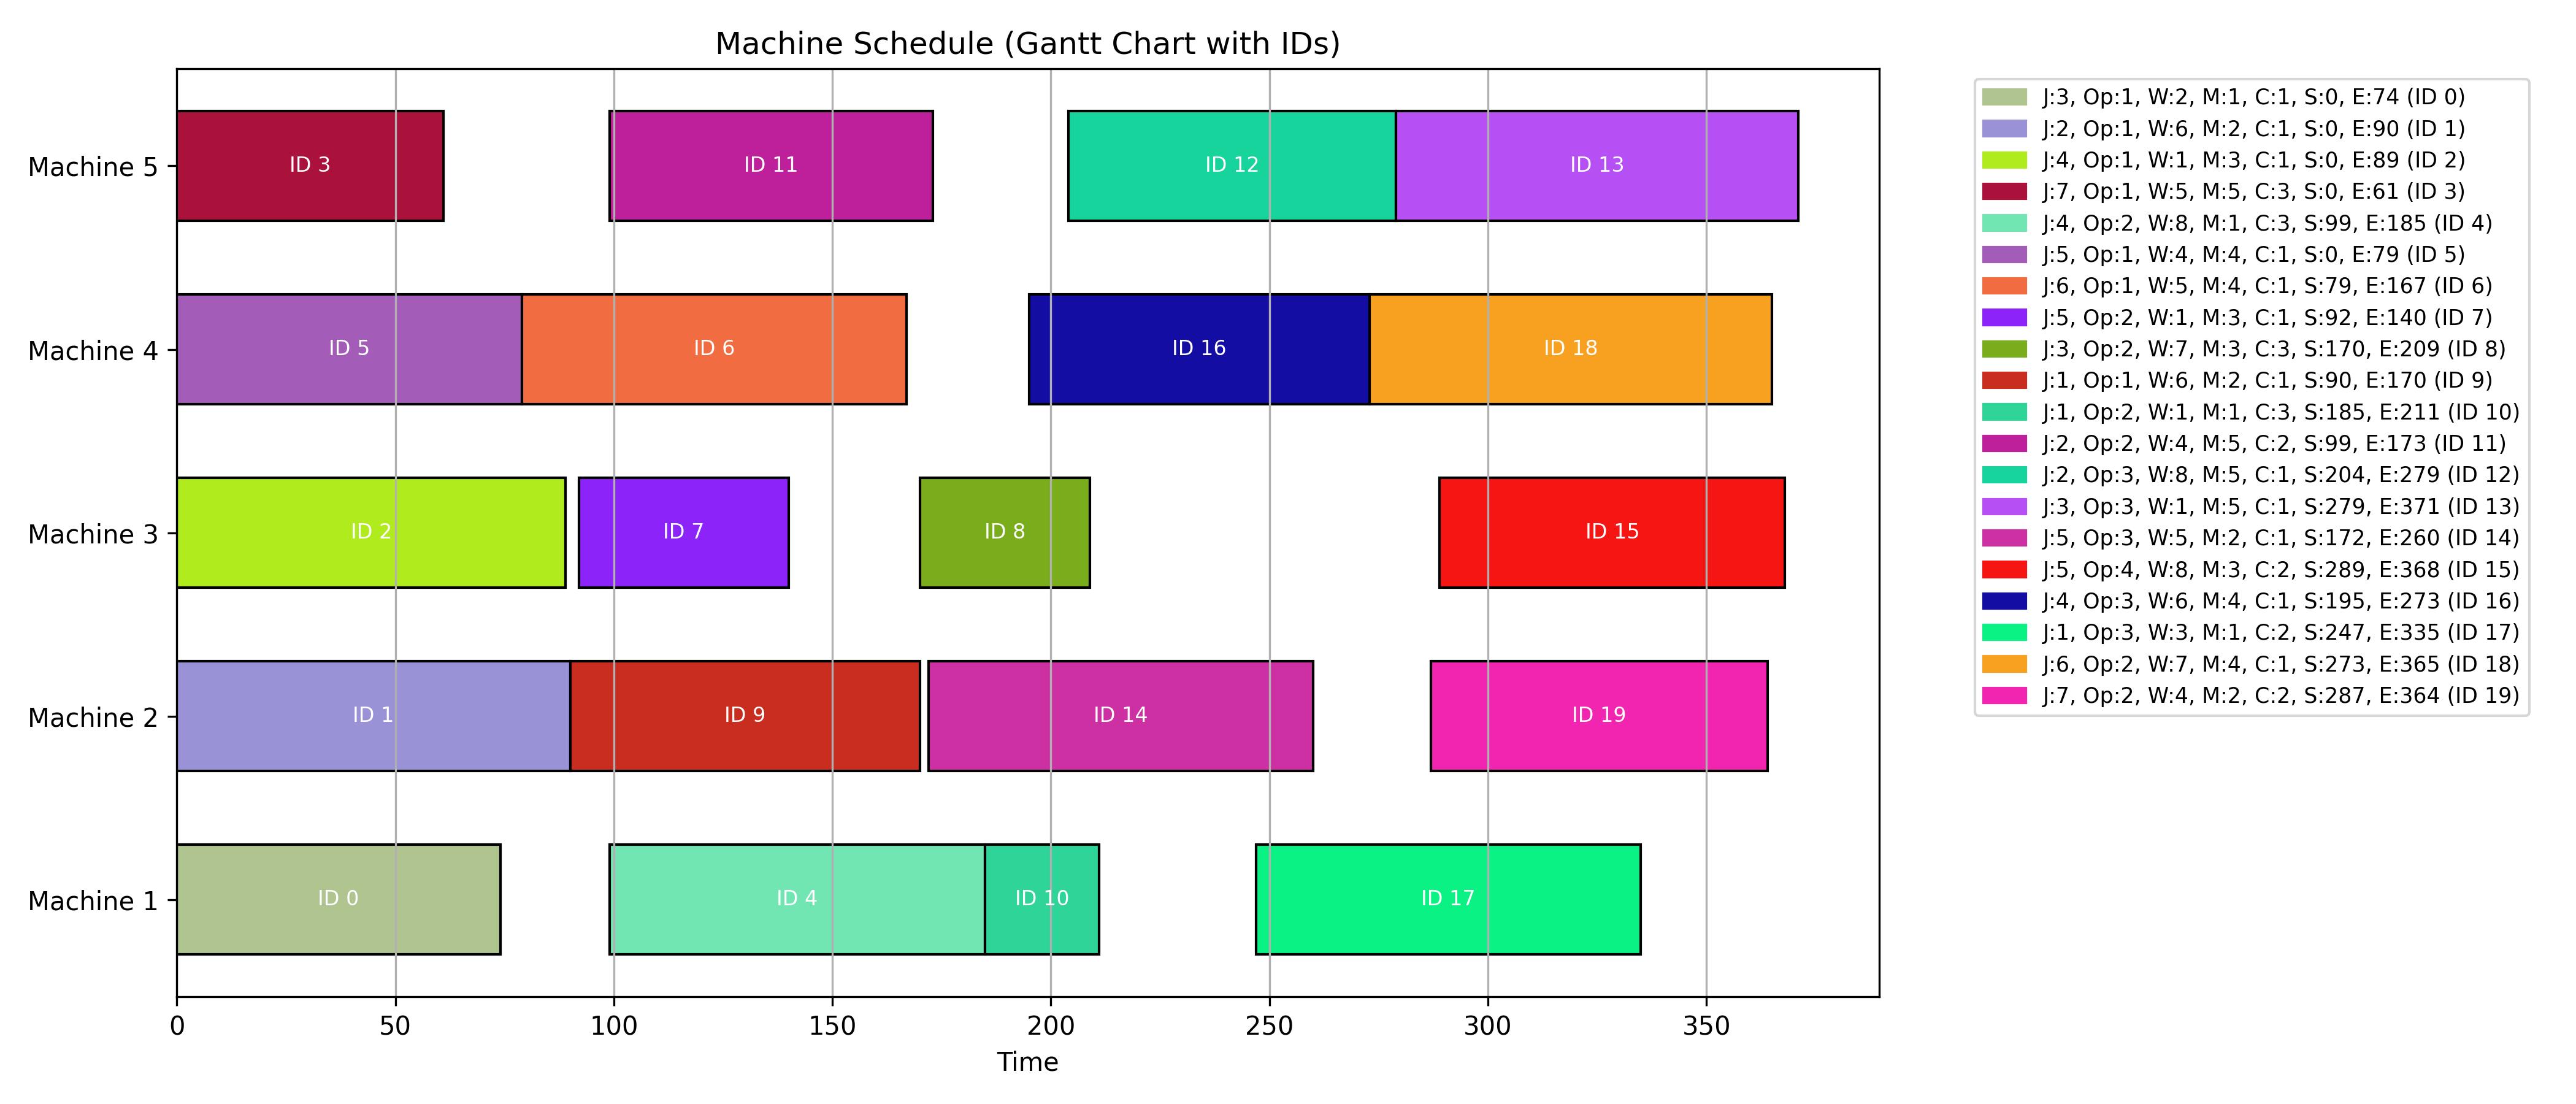 Machine Schedule (Gantt Chart with IDs)
Machine 5
ID 3
ID 11
ID 12
ID 13
Machine 4
ID 5
ID 6
ID 16
ID 18
Machine 3
ID 2
ID 7
ID 8
ID 15
Machine 2
ID 1
ID 9
ID 14
ID 19
Machine 1
ID 0
ID 4
ID 10
ID 17
0 50 100 150 200 250 300 350
Time
J:3, Op:1, W:2, M:1, C:1, S:0, E:74 (ID 0)
J:2, Op:1, W:6, M:2, C:1, S:0, E:90 (ID 1)
J:4, Op:1, W:1, M:3, C:1, S:0, E:89 (ID 2)
J:7, Op:1, W:5, M:5, C:3, S:0, E:61 (ID 3)
J:4, Op:2, W:8, M:1, C:3, S:99, E:185 (ID 4)
J:5, Op:1, W:4, M:4, C:1, S:0, E:79 (ID 5)
J:6, Op:1, W:5, M:4, C:1, S:79, E:167 (ID 6)
J:5, Op:2, W:1, M:3, C:1, S:92, E:140 (ID 7)
J:3, Op:2, W:7, M:3, C:3, S:170, E:209 (ID 8)
J:1, Op:1, W:6, M:2, C:1, S:90, E:170 (ID 9)
J:1, Op:2, W:1, M:1, C:3, S:185, E:211 (ID 10)
J:2, Op:2, W:4, M:5, C:2, S:99, E:173 (ID 11)
J:2, Op:3, W:8, M:5, C:1, S:204, E:279 (ID 12)
J:3, Op:3, W:1, M:5, C:1, S:279, E:371 (ID 13)
J:5, Op:3, W:5, M:2, C:1, S:172, E:260 (ID 14)
J:5, Op:4, W:8, M:3, C:2, S:289, E:368 (ID 15)
J:4, Op:3, W:6, M:4, C:1, S:195, E:273 (ID 16)
J:1, Op:3, W:3, M:1, C:2, S:247, E:335 (ID 17)
J:6, Op:2, W:7, M:4, C:1, S:273, E:365 (ID 18)
J:7, Op:2, W:4, M:2, C:2, S:287, E:364 (ID 19)